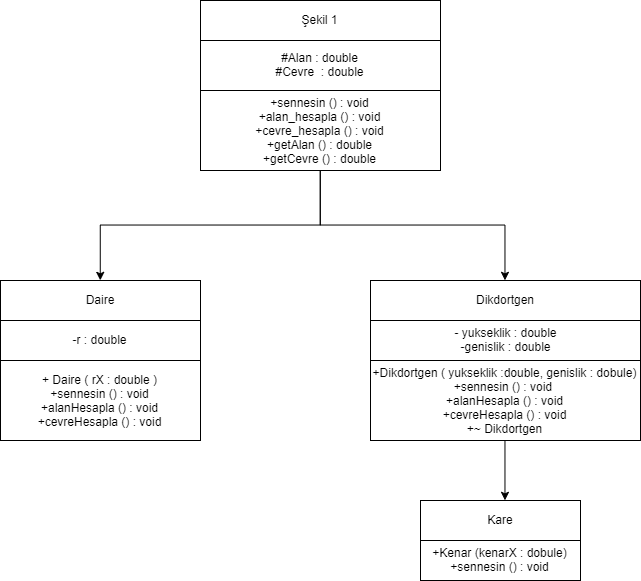 Şekil 1
#Alan : double
#Cevre : double
+sennesin () : void
+alan_hesapla () : void
+cevre_hesapla () : void
+getAlan () : double
+getCevre () : double
Daire
-r : double
+ Daire ( rX : double )
+sennesin () : void
+alanHesapla () : void
+cevreHesapla () : void
Dikdortgen
- yukseklik : double
-genislik : double
+Dikdortgen ( yukseklik :double, genislik : dobule)
+sennesin () : void
+alanHesapla () : void
+cevreHesapla () : void
+~ Dikdortgen
Kare
+Kenar (kenarX : dobule)
+sennesin () : void